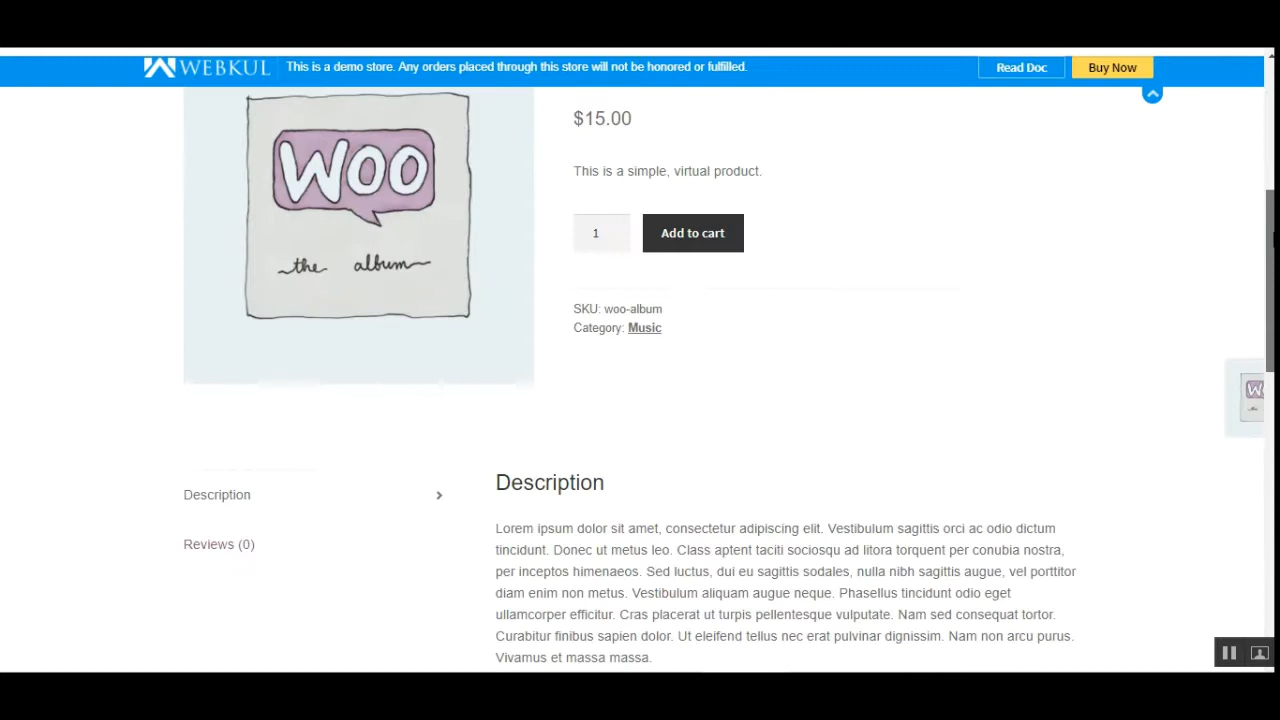 WEBKUL This is a demo store. Any orders placed through this store will not be honored or fulfilled. Read Doc Buy Now
WOO
the album
$15.00
This is a simple, virtual product.
1 Add to cart
SKU: woo-album
Category: Music
Description
Reviews (0)
Description
Lorem ipsum dolor sit amet, consectetur adipiscing elit. Vestibulum sagittis orci ac odio dictum
tincidunt. Donec ut metus leo. Class aptent taciti sociosqu ad litora torquent per conubia nostra,
per inceptos himenaeos. Sed luctus, dui eu sagittis sodales, nulla nibh sagittis augue, vel porttitor
diam enim non metus. Vestibulum aliquam augue neque. Phasellus tincidunt odio eget
ullamcorper efficitur. Cras placerat ut turpis pellentesque vulputate. Nam sed consequat tortor.
Curabitur finibus sapien dolor. Ut eleifend tellus nec erat pulvinar dignissim. Nam non arcu purus.
Vivamus et massa massa.